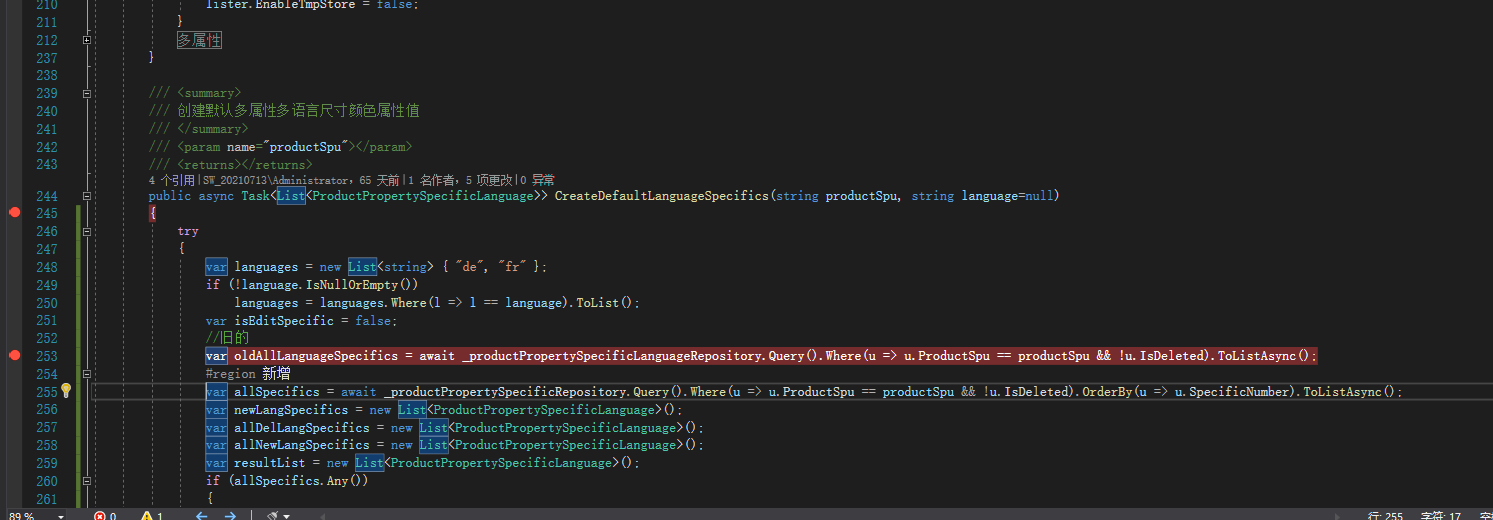 210 lister.EnableTmpStore = false;
211 }
212 多属性
237 }
238
239 /// <summary>
240 /// 创建默认多属性多语言尺寸颜色属性值
241 /// </summary>
242 /// <param name="productSpu"></param>
243 /// <returns></returns>
4 个引用|SW_20210713\Administrator，65 天前|1 名作者，5 项更改|0 异常
244 public async Task<List<ProductPropertySpecificLanguage>> CreateDefaultLanguageSpecifics(string productSpu, string language=null)
245 {
246 try
247 {
248 var languages = new List<string> { "de", "fr" };
249 if (!language.IsNullOrEmpty())
250 languages = languages.Where(l => l == language).ToList();
251 var isEditSpecific = false;
252 //旧的
253 var oldAllLanguageSpecifics = await _productPropertySpecificLanguageRepository.Query().Where(u => u.ProductSpu == productSpu && !u.IsDeleted).ToListAsync();
254 #region 新增
255 var allSpecifics = await _productPropertySpecificRepository.Query().Where(u => u.ProductSpu == productSpu && !u.IsDeleted).OrderBy(u => u.SpecificNumber).ToListAsync();
256 var newLangSpecifics = new List<ProductPropertySpecificLanguage>();
257 var allDelLangSpecifics = new List<ProductPropertySpecificLanguage>();
258 var allNewLangSpecifics = new List<ProductPropertySpecificLanguage>();
259 var resultList = new List<ProductPropertySpecificLanguage>();
260 if (allSpecifics.Any())
261 {
89 % 0 1 行: 255 字符: 17